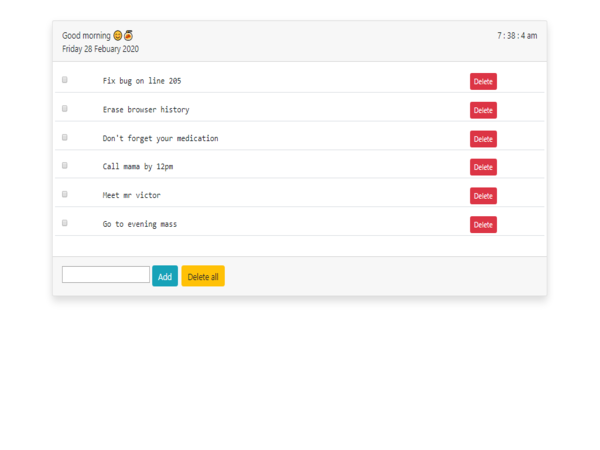 Good morning 😊🍊
7 : 38 : 4 am
Friday 28 Febuary 2020
Fix bug on line 205 Delete
Erase browser history Delete
Don't forget your medication Delete
Call mama by 12pm Delete
Meet mr victor Delete
Go to evening mass Delete
Add Delete all